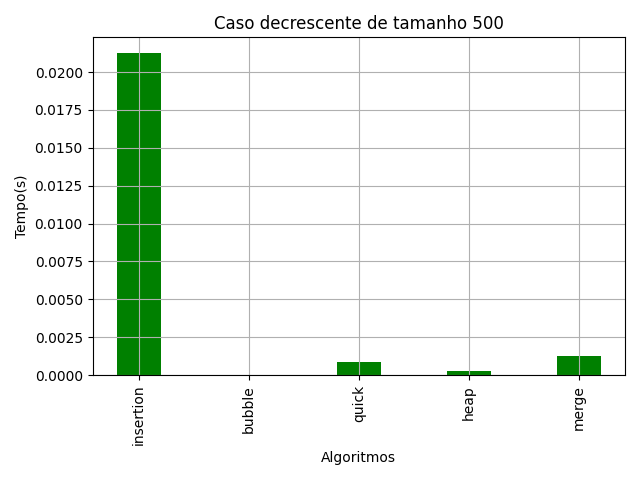 Caso decrescente de tamanho 500
Tempo(s)
0.0200
0.0175
0.0150
0.0125
0.0100
0.0075
0.0050
0.0025
0.0000
insertion
bubble
quick
heap
merge
Algoritmos